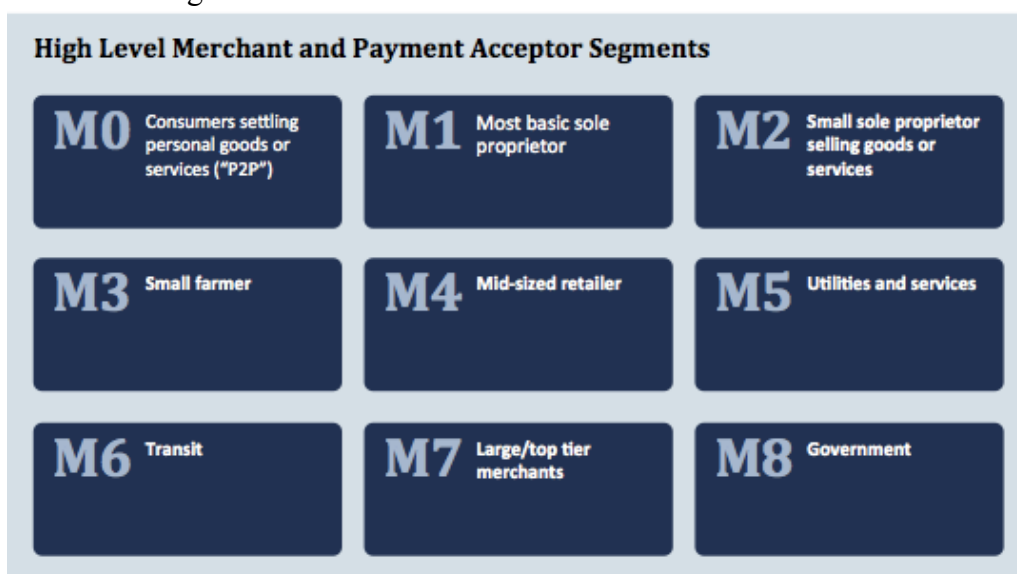 High Level Merchant and Payment Acceptor Segments
M0
Consumers settling
personal goods or
services ("P2P")
M1
Most basic sole
proprietor
M2
Small sole proprietor
selling goods or
services
M3
Small farmer
M4
Mid-sized retailer
M5
Utilities and services
M6
Transit
M7
Large/top tier
merchants
M8
Government